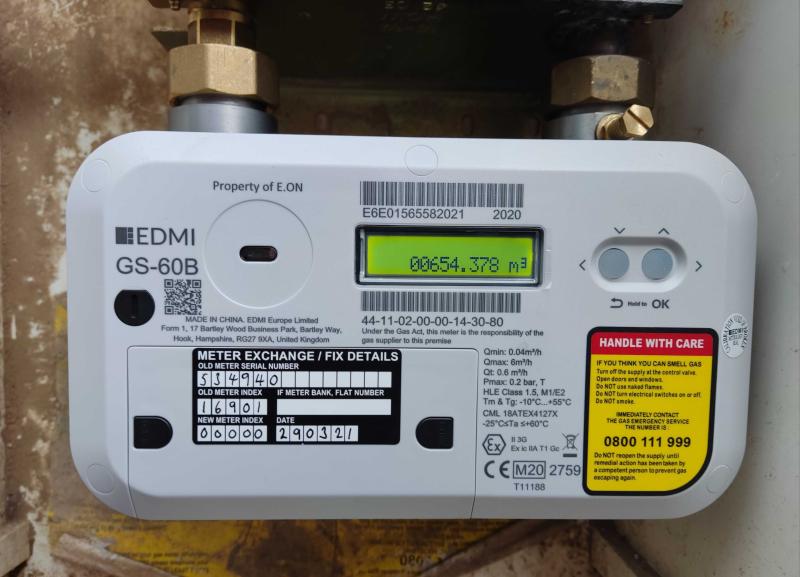 Property of E.ON
E6E01565582021 2020
EDMI
GS-60B
00654.378 m³
44-11-02-00-00-14-30-80
Under the Gas Act, this meter is the responsibility of the
gas supplier to this premise
Hold to OK
MADE IN CHINA. EDMI Europe Limited
Form 1, 17 Bartley Wood Business Park, Bartley Way,
Hook, Hampshire, RG27 9XA, United Kingdom
METER EXCHANGE / FIX DETAILS
OLD METER SERIAL NUMBER
534940
OLD METER INDEX IF METER BANK, FLAT NUMBER
16901
NEW METER INDEX DATE
00000 290321
Qmin: 0.04m³/h
Qmax: 6m³/h
Qt: 0.6 m³/h
Pmax: 0.2 bar, T
HLE Class 1.5, M1/E2
Tm & Tg: -10°C...+55°C
CML 18ATEX4127X
-25°C≤Ta ≤+60°C
Ex II 3G
Ex ic IIA T1 Gc
CE M20 2759
T11188
HANDLE WITH CARE
IF YOU THINK YOU CAN SMELL GAS
Turn off the supply at the control valve.
Open doors and windows.
Do NOT use naked flames.
Do NOT turn electrical switches on or off.
Do NOT smoke.
IMMEDIATELY CONTACT
THE GAS EMERGENCY SERVICE
THE NUMBER IS :
0800 111 999
Do NOT reopen the supply until
remedial action has been taken by
a competent person to prevent gas
escaping again.
EDMI